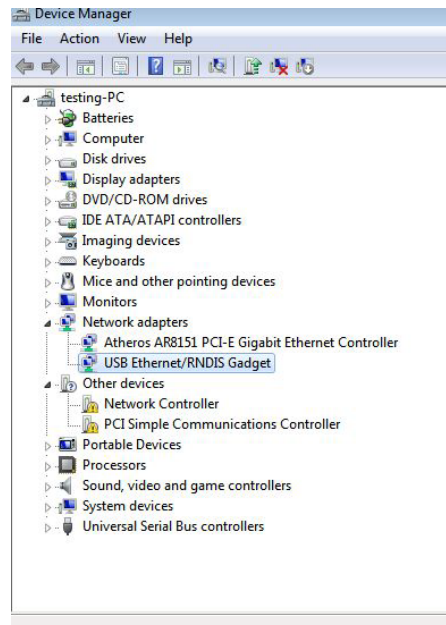 Device Manager
File Action View Help
testing-PC
Batteries
Computer
Disk drives
Display adapters
DVD/CD-ROM drives
IDE ATA/ATAPI controllers
Imaging devices
Keyboards
Mice and other pointing devices
Monitors
Network adapters
Atheros AR8151 PCI-E Gigabit Ethernet Controller
USB Ethernet/RNDIS Gadget
Other devices
Network Controller
PCI Simple Communications Controller
Portable Devices
Processors
Sound, video and game controllers
System devices
Universal Serial Bus controllers